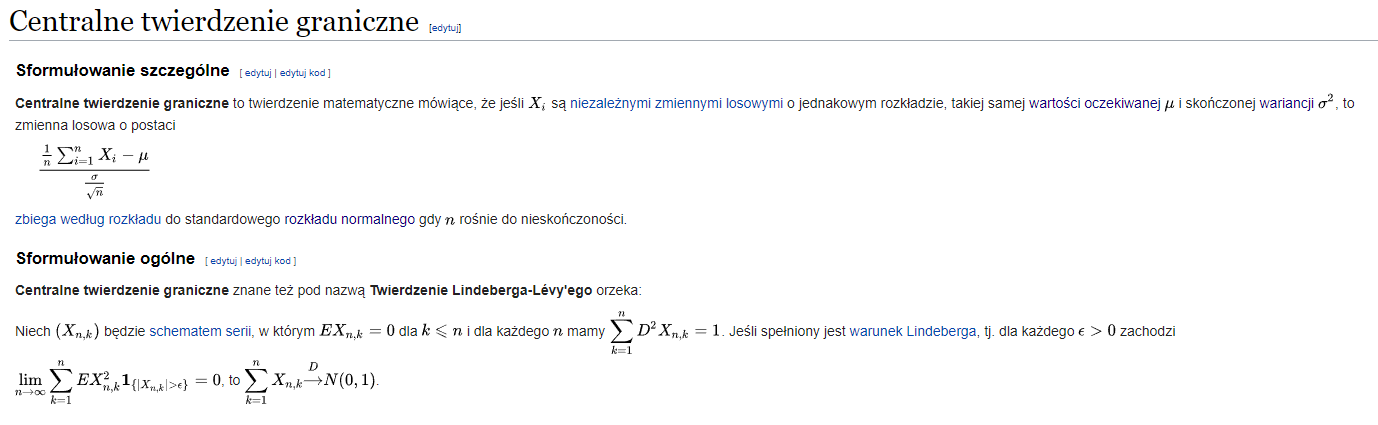 Centralne twierdzenie graniczne [edytuj]
Sformułowanie szczególne [ edytuj | edytuj kod ]
Centralne twierdzenie graniczne to twierdzenie matematyczne mówiące, że jeśli $X_i$ są niezależnymi zmiennymi losowymi o jednakowym rozkładzie, takiej samej wartości oczekiwanej $\mu$ i skończonej wariancji $\sigma^2$, to
zmienna losowa o postaci
$\frac{\frac{1}{n}\sum_{i=1}^{n} X_i - \mu}{\frac{\sigma}{\sqrt{n}}}$
zbiega według rozkładu do standardowego rozkładu normalnego gdy $n$ rośnie do nieskończoności.
Sformułowanie ogólne [ edytuj | edytuj kod ]
Centralne twierdzenie graniczne znane też pod nazwą Twierdzenie Lindeberga-Lévy'ego orzeka:
Niech $(X_{n,k})$ będzie schematem serii, w którym $EX_{n,k} = 0$ dla $k \leqslant n$ i dla każdego $n$ mamy $\sum_{k=1}^{n} D^2 X_{n,k} = 1$. Jeśli spełniony jest warunek Lindeberga, tj. dla każdego $\epsilon > 0$ zachodzi
$\lim_{n \to \infty} \sum_{k=1}^{n} EX_{n,k}^2 \mathbf{1}_{\{|X_{n,k}| > \epsilon\}} = 0$, to $\sum_{k=1}^{n} X_{n,k} \xrightarrow{D} N(0, 1)$.